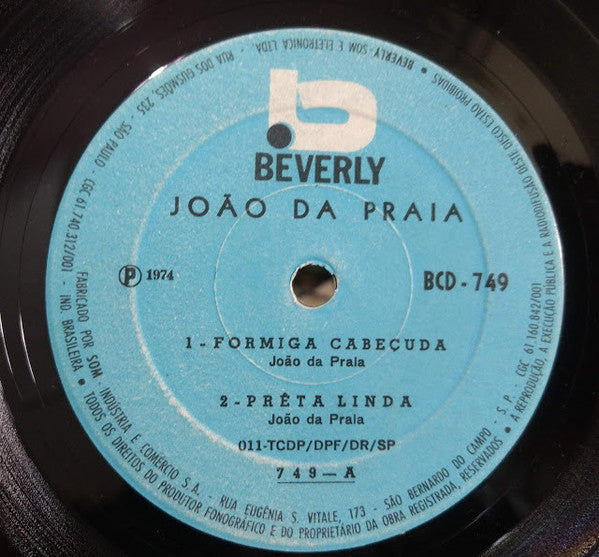 b
BEVERLY
JOÃO DA PRAIA
℗ 1974
BCD - 749
1 - FORMIGA CABEÇUDA
João da Praia
2 - PRÊTA LINDA
João da Praia
011-TCDP/DPF/DR/SP
749 — A
BEVERLY - SOM E ELETRONICA LTDA. · RUA DOS GUSMÕES, 235 - SÃO PAULO - CGC 61.740.312/001 · FABRICADO POR SOM - INDÚSTRIA E COMÉRCIO S.A. - RUA EUGÊNIA S. VITALE, 173 - SÃO BERNARDO DO CAMPO - S.P. - CGC 61 160.842/001
IND. BRASILEIRA · TODOS OS DIREITOS DO PRODUTOR FONOGRÁFICO E DO PROPRIETÁRIO DA OBRA REGISTRADA, RESERVADOS · A REPRODUÇÃO, A EXECUÇÃO PÚBLICA E A RADIODIFUSÃO DESTE DISCO ESTÃO PROIBIDAS ·